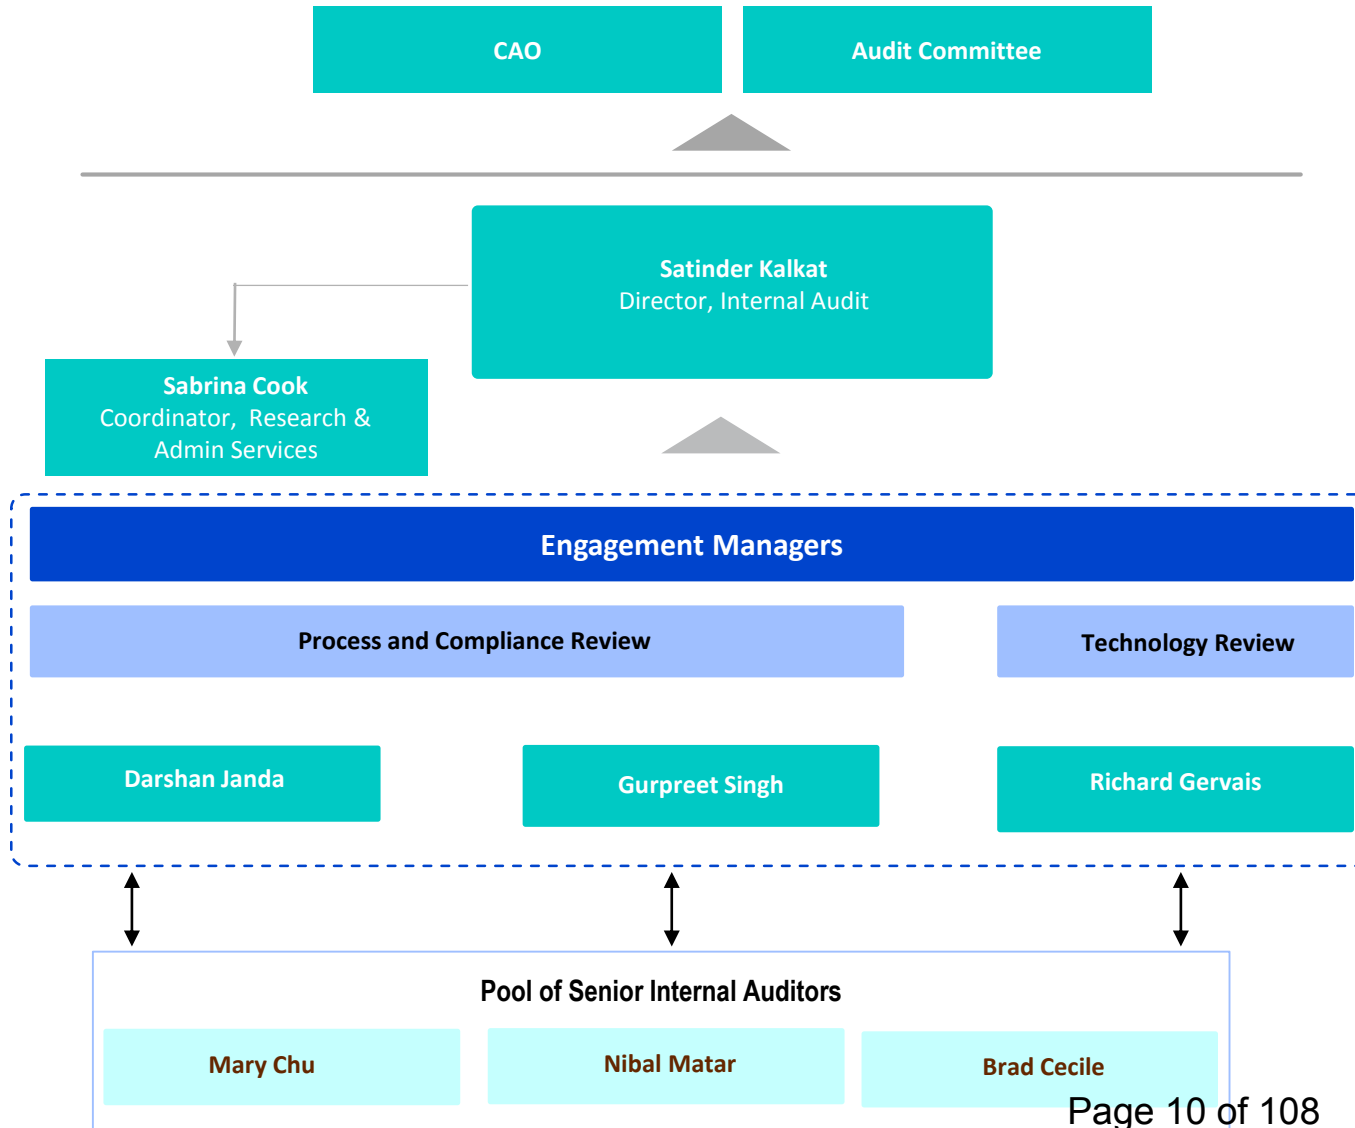 CAO
Audit Committee
Satinder Kalkat
Director, Internal Audit
Sabrina Cook
Coordinator, Research &
Admin Services
Engagement Managers
Process and Compliance Review
Technology Review
Darshan Janda
Gurpreet Singh
Richard Gervais
Pool of Senior Internal Auditors
Mary Chu
Nibal Matar
Brad Cecile
Page 10 of 108